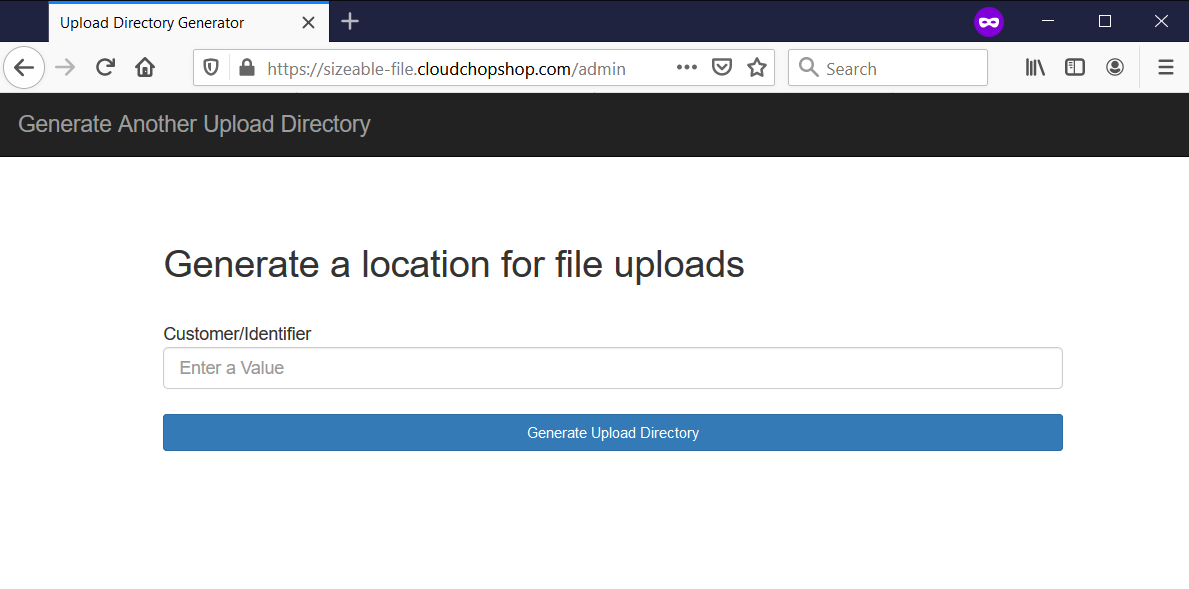 Upload Directory Generator
https://sizeable-file.cloudchopshop.com/admin
Search
Generate Another Upload Directory
Generate a location for file uploads
Customer/Identifier
Enter a Value
Generate Upload Directory